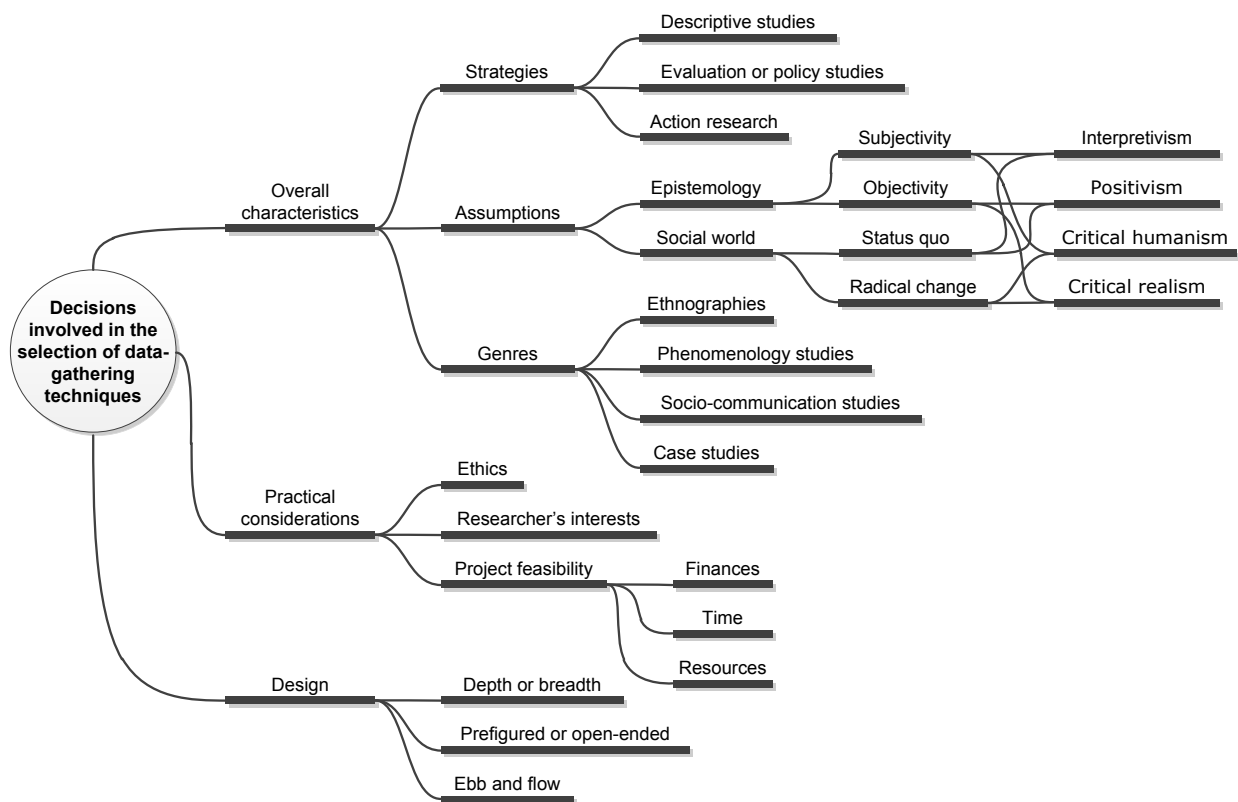 Decisions
involved in the
selection of data-
gathering
techniques
Overall
characteristics
Strategies
Descriptive studies
Evaluation or policy studies
Action research
Assumptions
Epistemology
Subjectivity
Objectivity
Social world
Status quo
Radical change
Interpretivism
Positivism
Critical humanism
Critical realism
Genres
Ethnographies
Phenomenology studies
Socio-communication studies
Case studies
Practical
considerations
Ethics
Researcher’s interests
Project feasibility
Finances
Time
Resources
Design
Depth or breadth
Prefigured or open-ended
Ebb and flow